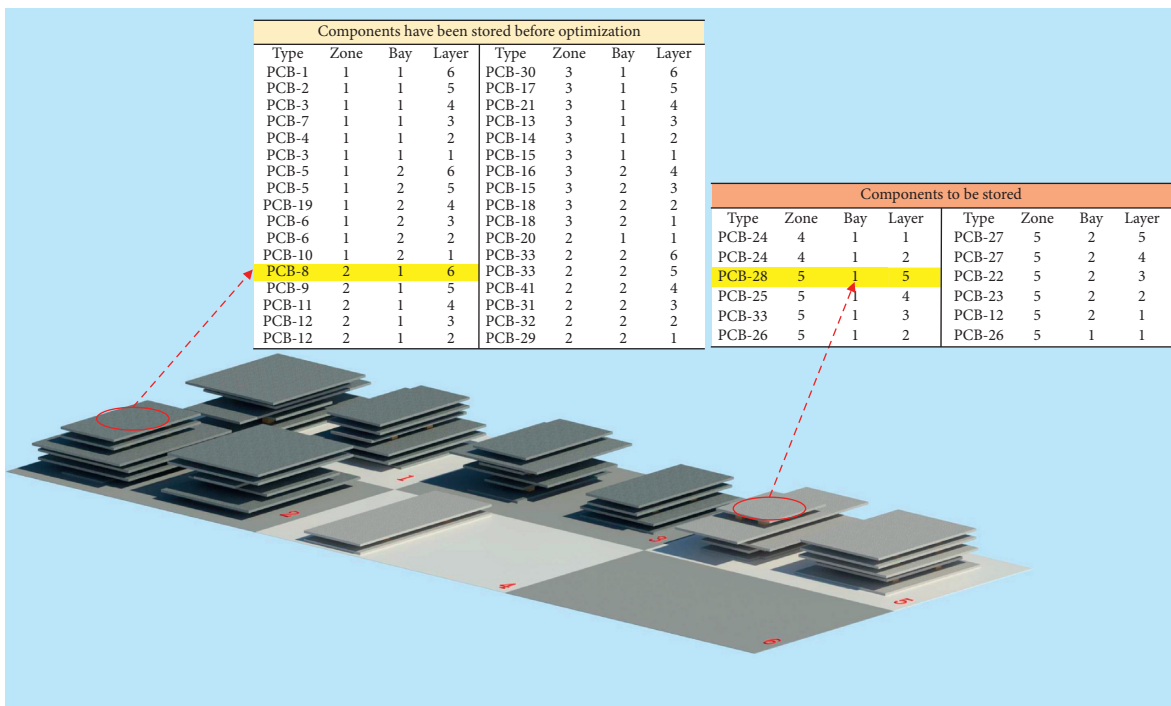 Components have been stored before optimization
Type Zone Bay Layer Type Zone Bay Layer
PCB-1 1 1 6 PCB-30 3 1 6
PCB-2 1 1 5 PCB-17 3 1 5
PCB-3 1 1 4 PCB-21 3 1 4
PCB-7 1 1 3 PCB-13 3 1 3
PCB-4 1 1 2 PCB-14 3 1 2
PCB-3 1 1 1 PCB-15 3 1 1
PCB-5 1 2 6 PCB-16 3 2 4
PCB-5 1 2 5 PCB-15 3 2 3
PCB-19 1 2 4 PCB-18 3 2 2
PCB-6 1 2 3 PCB-18 3 2 1
PCB-6 1 2 2 PCB-20 2 1 1
PCB-10 1 2 1 PCB-33 2 2 6
PCB-8 2 1 6 PCB-33 2 2 5
PCB-9 2 1 5 PCB-41 2 2 4
PCB-11 2 1 4 PCB-31 2 2 3
PCB-12 2 1 3 PCB-32 2 2 2
PCB-12 2 1 2 PCB-29 2 2 1
Components to be stored
Type Zone Bay Layer Type Zone Bay Layer
PCB-24 4 1 1 PCB-27 5 2 5
PCB-24 4 1 2 PCB-27 5 2 4
PCB-28 5 1 5 PCB-22 5 2 3
PCB-25 5 1 4 PCB-23 5 2 2
PCB-33 5 1 3 PCB-12 5 2 1
PCB-26 5 1 2 PCB-26 5 1 1
1
2
3
4
5
6